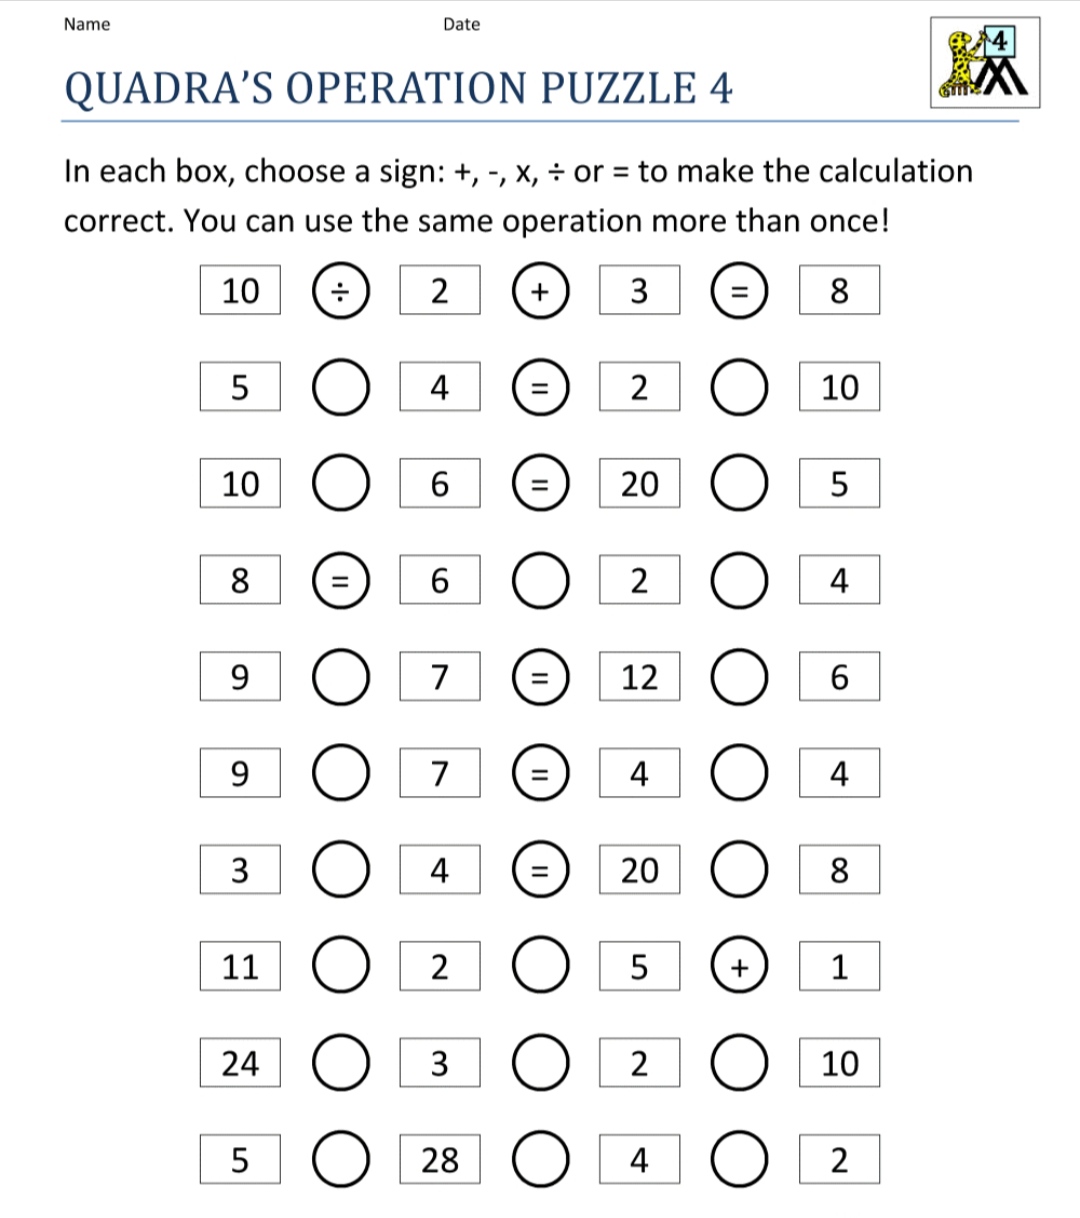 Name Date
4
QUADRA'S OPERATION PUZZLE 4
In each box, choose a sign: +, -, x, ÷ or = to make the calculation
correct. You can use the same operation more than once!
10 ÷ 2 + 3 = 8
5 4 = 2 10
10 6 = 20 5
8 = 6 2 4
9 7 = 12 6
9 7 = 4 4
3 4 = 20 8
11 2 5 + 1
24 3 2 10
5 28 4 2